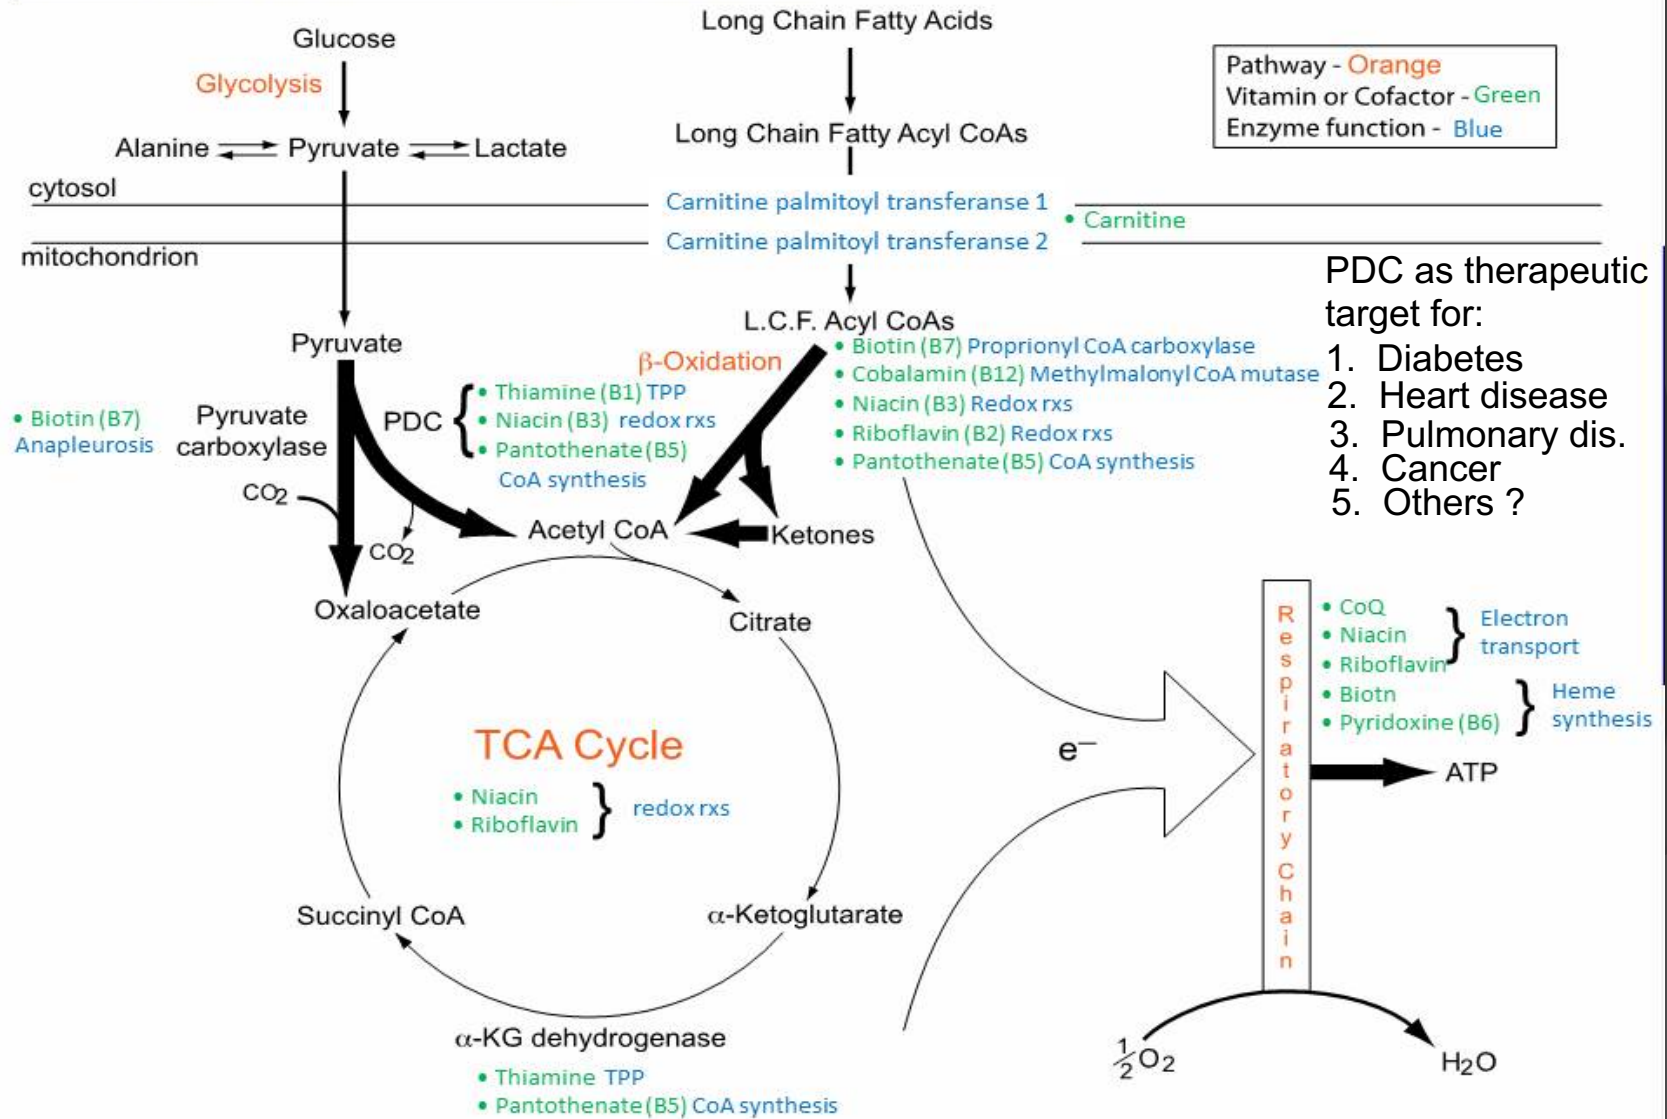 Glucose
Glycolysis
Alanine Pyruvate Lactate
Long Chain Fatty Acids
Long Chain Fatty Acyl CoAs
Pathway - Orange
Vitamin or Cofactor - Green
Enzyme function - Blue
cytosol
Carnitine palmitoyl transferanse 1
• Carnitine
Carnitine palmitoyl transferanse 2
mitochondrion
Pyruvate
L.C.F. Acyl CoAs
β-Oxidation
• Biotin (B7) Proprionyl CoA carboxylase
• Cobalamin (B12) Methylmalonyl CoA mutase
• Niacin (B3) Redox rxs
• Riboflavin (B2) Redox rxs
• Pantothenate (B5) CoA synthesis
PDC as therapeutic
target for:
1. Diabetes
2. Heart disease
3. Pulmonary dis.
4. Cancer
5. Others ?
• Biotin (B7)
Anapleurosis
Pyruvate
carboxylase
PDC {
• Thiamine (B1) TPP
• Niacin (B3) redox rxs
• Pantothenate (B5)
CoA synthesis
CO2
CO2
Acetyl CoA
Ketones
Oxaloacetate
Citrate
TCA Cycle
• Niacin
• Riboflavin
} redox rxs
Succinyl CoA
α-Ketoglutarate
α-KG dehydrogenase
• Thiamine TPP
• Pantothenate (B5) CoA synthesis
e–
Respiratory Chain
• CoQ
• Niacin
• Riboflavin
} Electron
transport
• Biotn
• Pyridoxine (B6)
} Heme
synthesis
ATP
½O2
H2O